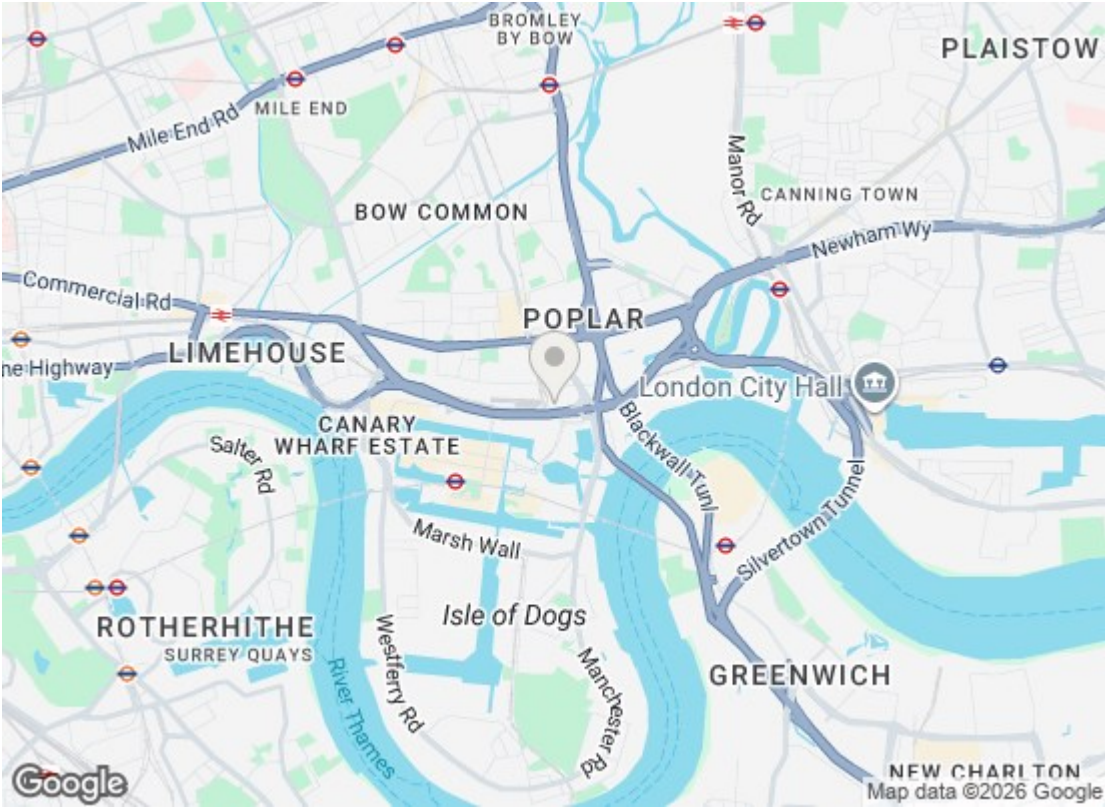 BROMLEY
BY BOW
PLAISTOW
MILE END
Mile End Rd
Manor Rd
CANNING TOWN
BOW COMMON
Newham Wy
Commercial Rd
POPLAR
LIMEHOUSE
ne Highway
London City Hall
CANARY
WHARF ESTATE
Salter Rd
Blackwall Tunl
Silvertown Tunnel
Marsh Wall
Isle of Dogs
ROTHERHITHE
SURREY QUAYS
Westferry Rd
River Thames
Manchester Rd
GREENWICH
NEW CHARLTON
Google
Map data ©2026 Google